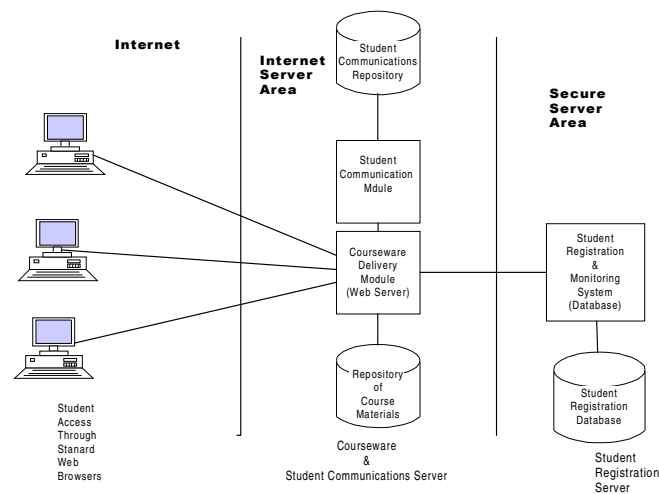 Internet
Internet
Server
Area
Student
Communications
Repository
Secure
Server
Area
Student
Communication
Mdule
Courseware
Delivery
Module
(Web Server)
Student
Registration
&
Monitoring
System
(Database)
Repository
of
Course
Materials
Student
Registration
Database
Student
Access
Through
Stanard
Web
Browsers
Courseware
&
Student Communications Server
Student
Registration
Server